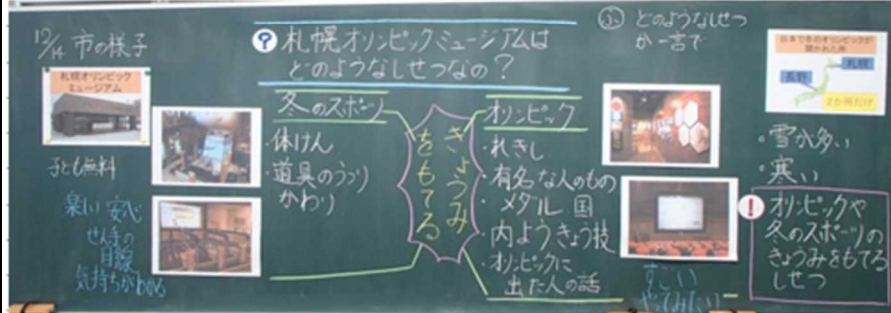 12/14 市の様子
? 札幌オリンピックミュージアムは
どのようなしせつなの?
ふ どのようなしせつ
か一言で
札幌オリンピック
ミュージアム
子ども無料
楽しい 安心
せん手の
目線
気持ちがわかる
冬のスポーツ
・体けん
・道具のうつり
かわり
きょうみ
をもてる
オリンピック
・れきし
・有名な人のもの
・メダル 国
・内ようきょう技
・オリンピックに
出た人の話
すごい
やってみたい!
日本で冬のオリンピックが
開かれた所
札幌
長野
2か所だけ
・雪が多い
・寒い
! オリンピックや
冬のスポーツの
きょうみをもてる
しせつ